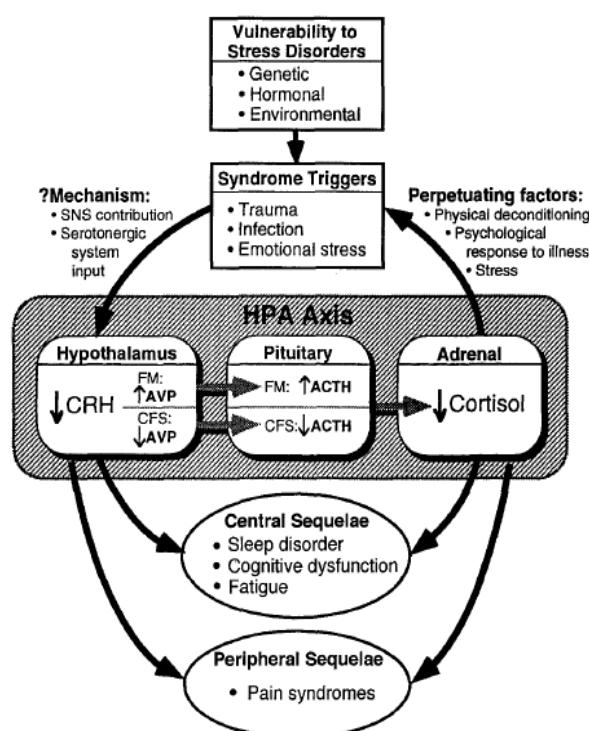 Vulnerability to
Stress Disorders
• Genetic
• Hormonal
• Environmental
Syndrome Triggers
• Trauma
• Infection
• Emotional stress
?Mechanism:
• SNS contribution
• Serotonergic
system
input
Perpetuating factors:
• Physical deconditioning
• Psychological
response to illness
• Stress
HPA Axis
Hypothalamus
↓CRH
FM:
↑AVP
CFS:
↓AVP
Pituitary
FM: ↑ACTH
CFS:↓ACTH
Adrenal
↓Cortisol
Central Sequelae
• Sleep disorder
• Cognitive dysfunction
• Fatigue
Peripheral Sequelae
• Pain syndromes